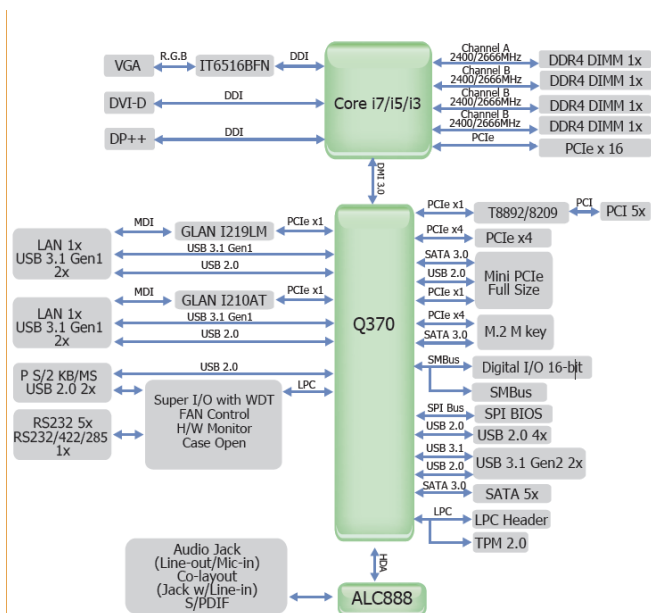 VGA
R.G.B
IT6516BFN
DDI
DVI-D
DDI
DP++
DDI
Core i7/i5/i3
Channel A
2400/2666MHz
DDR4 DIMM 1x
Channel B
2400/2666MHz
DDR4 DIMM 1x
Channel B
2400/2666MHz
DDR4 DIMM 1x
Channel B
2400/2666MHz
DDR4 DIMM 1x
PCIe
PCIe x 16
DMI 3.0
LAN 1x
USB 3.1 Gen1
2x
MDI
GLAN I219LM
PCIe x1
USB 3.1 Gen1
USB 2.0
LAN 1x
USB 3.1 Gen1
2x
MDI
GLAN I210AT
PCIe x1
USB 3.1 Gen1
USB 2.0
P S/2 KB/MS
USB 2.0 2x
USB 2.0
RS232 5x
RS232/422/285
1x
Super I/O with WDT
FAN Control
H/W Monitor
Case Open
LPC
Q370
PCIe x1
T8892/8209
PCI
PCI 5x
PCIe x4
PCIe x4
SATA 3.0
USB 2.0
PCIe x1
Mini PCIe
Full Size
PCIe x4
SATA 3.0
M.2 M key
SMBus
Digital I/O 16-bit
SMBus
SPI Bus
SPI BIOS
USB 2.0
USB 2.0 4x
USB 3.1
USB 2.0
USB 3.1 Gen2 2x
SATA 3.0
SATA 5x
LPC
LPC Header
TPM 2.0
HDA
Audio Jack
(Line-out/Mic-in)
Co-layout
(Jack w/Line-in)
S/PDIF
ALC888